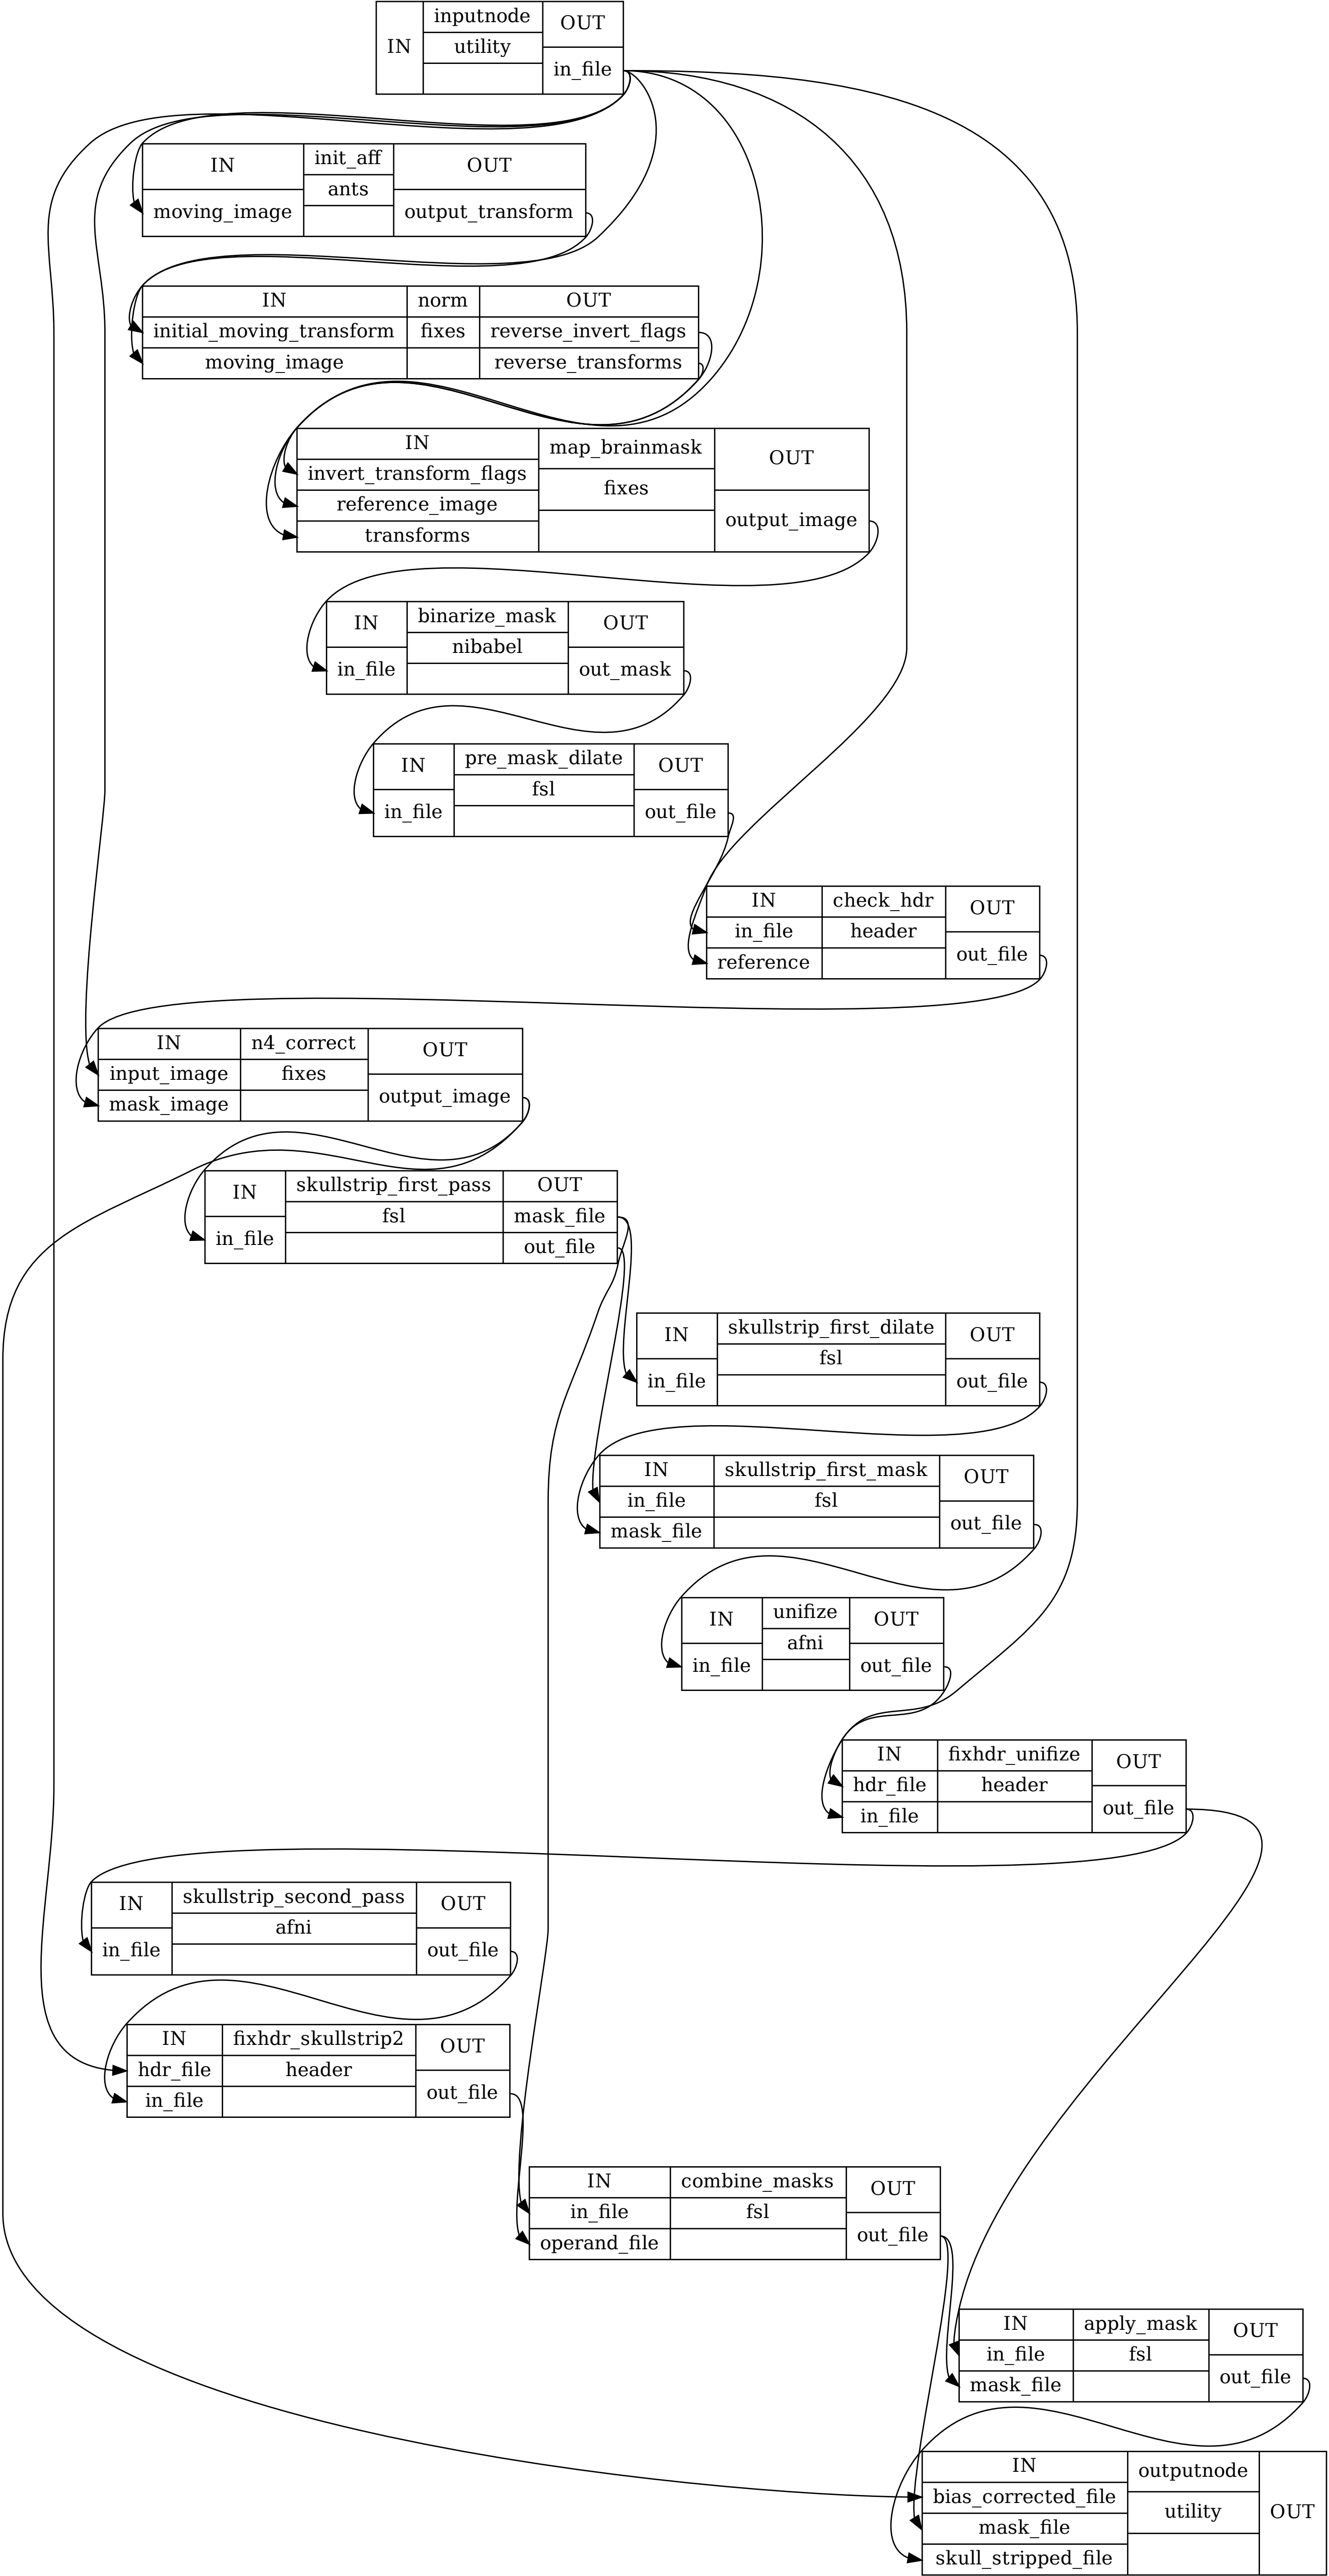 IN inputnode OUT
utility
in_file
IN init_aff OUT
ants
moving_image output_transform
IN norm OUT
initial_moving_transform fixes reverse_invert_flags
moving_image reverse_transforms
IN map_brainmask OUT
invert_transform_flags fixes
reference_image output_image
transforms
IN binarize_mask OUT
nibabel
in_file out_mask
IN pre_mask_dilate OUT
fsl
in_file out_file
IN check_hdr OUT
in_file header
reference out_file
IN n4_correct OUT
input_image fixes
mask_image output_image
IN skullstrip_first_pass OUT
fsl mask_file
in_file out_file
IN skullstrip_first_dilate OUT
fsl
in_file out_file
IN skullstrip_first_mask OUT
in_file fsl
mask_file out_file
IN unifize OUT
afni
in_file out_file
IN fixhdr_unifize OUT
hdr_file header
in_file out_file
IN skullstrip_second_pass OUT
afni
in_file out_file
IN fixhdr_skullstrip2 OUT
hdr_file header
in_file out_file
IN combine_masks OUT
in_file fsl
operand_file out_file
IN apply_mask OUT
in_file fsl
mask_file out_file
IN outputnode OUT
bias_corrected_file utility
mask_file
skull_stripped_file